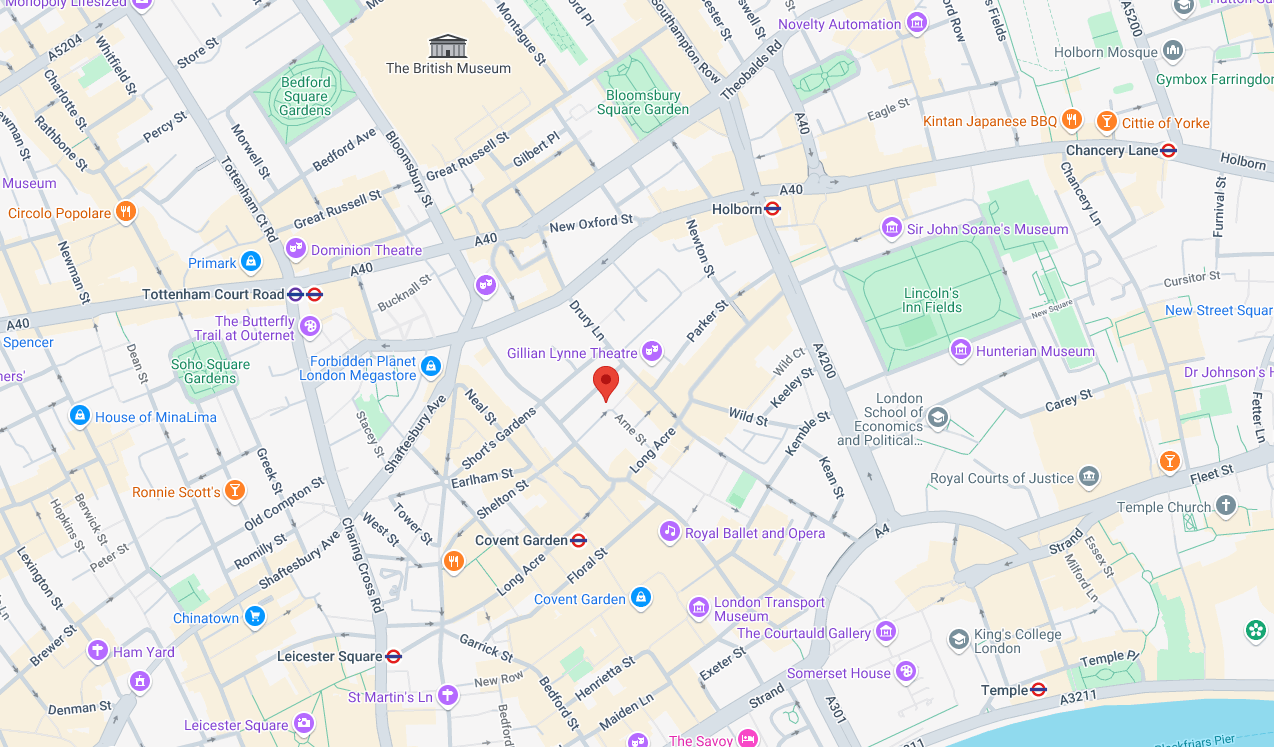 Monopoly Lifesized
A5204
Whitfield St
Store St
Montague St
The British Museum
Southampton Row
Theobalds Rd
Novelty Automation
A5200
Holborn Mosque
Gymbox Farringdon
Charlotte St
Rathbone St
Percy St
Morwell St
Bedford
Square
Gardens
Bedford Ave
Bloomsbury St
Great Russell St
Gilbert Pl
Bloomsbury
Square Garden
A40
Eagle St
Kintan Japanese BBQ
Cittie of Yorke
Chancery Lane
Holborn
Museum
Circolo Popolare
Tottenham Ct Rd
Great Russell St
Newman St
Dominion Theatre
Primark
A40
A40
New Oxford St
Holborn
A40
Newton St
Sir John Soane's Museum
Chancery Ln
Furnival St
Cursitor St
Tottenham Court Road
Bucknall St
A40
Spencer
The Butterfly
Trail at Outernet
Drury Ln
Parker St
Lincoln's
Inn Fields
New Square
New Street Squar
Dean St
Soho Square
Gardens
Forbidden Planet
London Megastore
Gillian Lynne Theatre
Wild Ct
A4200
Hunterian Museum
Dr Johnson's H
ners'
House of MinaLima
Stacey St
Shaftesbury Ave
Neal St
Short's Gardens
Arne St
Long Acre
Wild St
Keeley St
Kemble St
London
School of
Economics
and Political...
Carey St
Fetter Ln
Greek St
Ronnie Scott's
Old Compton St
Earlham St
Shelton St
Kean St
Royal Courts of Justice
Fleet St
Temple Church
Hopkins St
Berwick St
Peter St
Romilly St
Shaftesbury Ave
Charing Cross Rd
West St
Tower St
Covent Garden
Long Acre
Floral St
Royal Ballet and Opera
A4
Strand
Essex St
Milford Ln
Lexington St
Chinatown
Covent Garden
London Transport
Museum
The Courtauld Gallery
King's College
London
Brewer St
Ham Yard
Leicester Square
Garrick St
New Row
St Martin's Ln
Bedford St
Henrietta St
Maiden Ln
Exeter St
Strand
Somerset House
Temple Pl
Temple
A3211
Denman St
Leicester Square
Bedford
The Savoy
A301
A3211
Blackfriars Pier